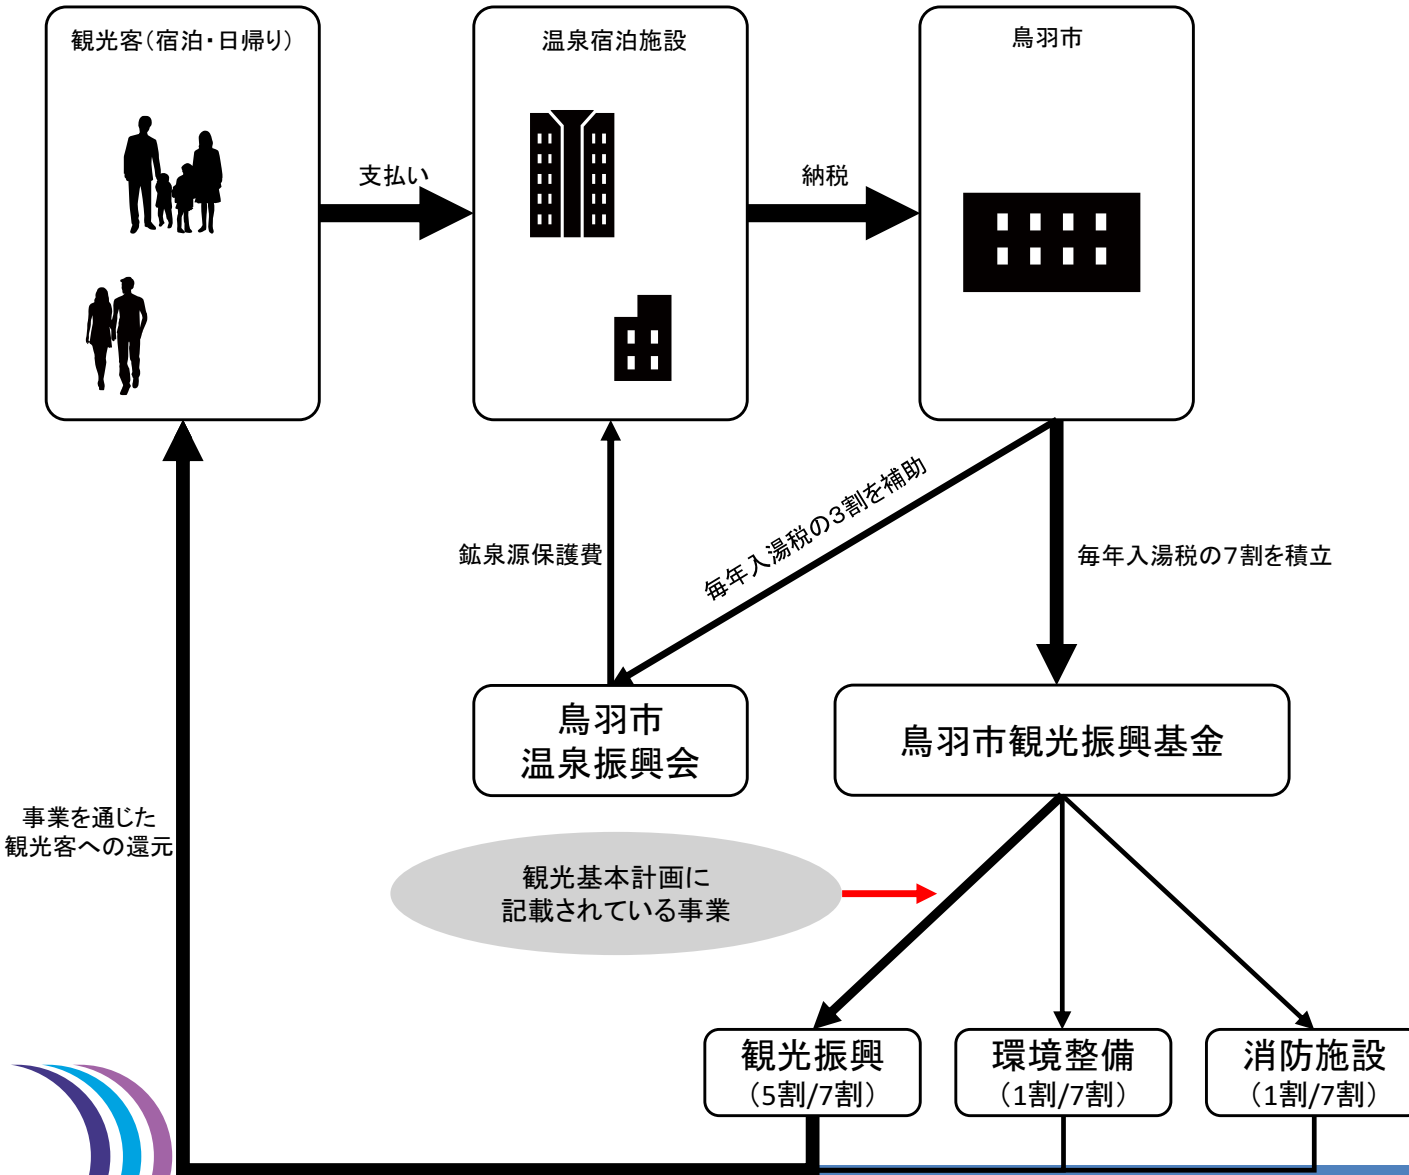 観光客（宿泊・日帰り）
温泉宿泊施設
鳥羽市
支払い
納税
鉱泉源保護費
毎年入湯税の３割を補助
毎年入湯税の７割を積立
鳥羽市
温泉振興会
鳥羽市観光振興基金
事業を通じた
観光客への還元
観光基本計画に
記載されている事業
観光振興
（5割/7割）
環境整備
（1割/7割）
消防施設
（1割/7割）